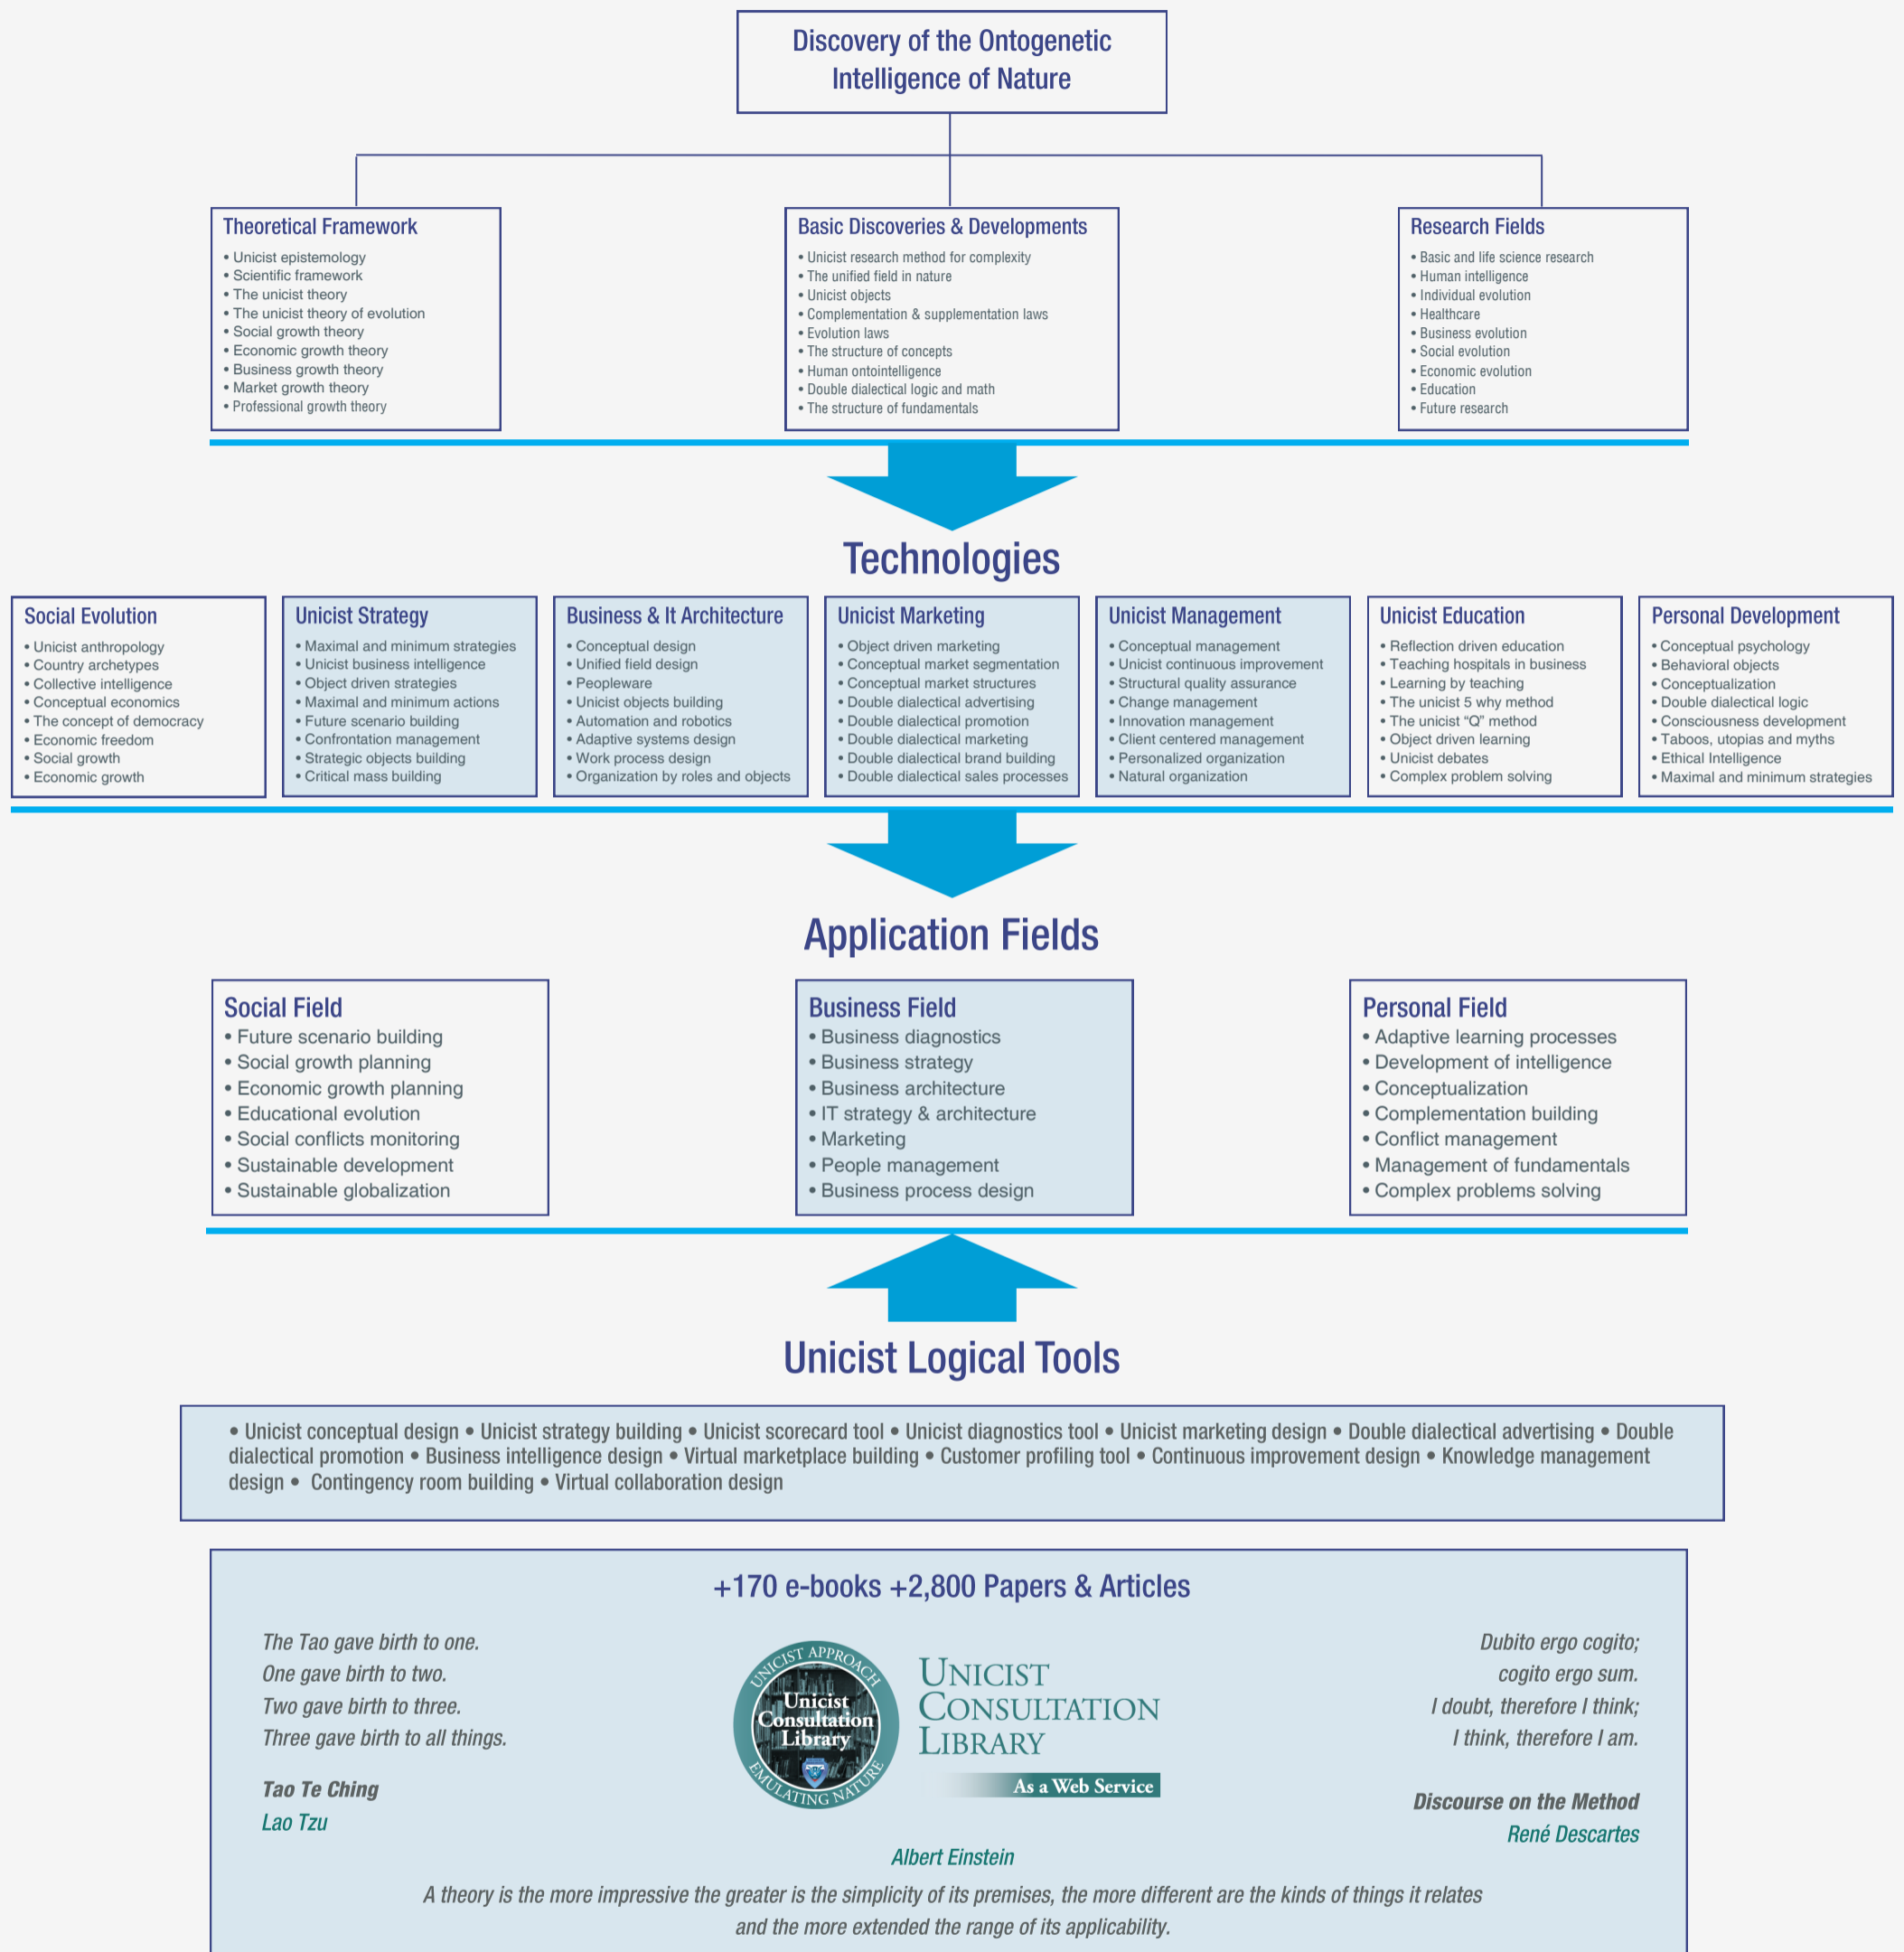 Discovery of the Ontogenetic
Intelligence of Nature
Theoretical Framework
• Unicist epistemology
• Scientific framework
• The unicist theory
• The unicist theory of evolution
• Social growth theory
• Economic growth theory
• Business growth theory
• Market growth theory
• Professional growth theory
Basic Discoveries & Developments
• Unicist research method for complexity
• The unified field in nature
• Unicist objects
• Complementation & supplementation laws
• Evolution laws
• The structure of concepts
• Human ontointelligence
• Double dialectical logic and math
• The structure of fundamentals
Research Fields
• Basic and life science research
• Human intelligence
• Individual evolution
• Healthcare
• Business evolution
• Social evolution
• Economic evolution
• Education
• Future research
Technologies
Social Evolution
• Unicist anthropology
• Country archetypes
• Collective intelligence
• Conceptual economics
• The concept of democracy
• Economic freedom
• Social growth
• Economic growth
Unicist Strategy
• Maximal and minimum strategies
• Unicist business intelligence
• Object driven strategies
• Maximal and minimum actions
• Future scenario building
• Confrontation management
• Strategic objects building
• Critical mass building
Business & It Architecture
• Conceptual design
• Unified field design
• Peopleware
• Unicist objects building
• Automation and robotics
• Adaptive systems design
• Work process design
• Organization by roles and objects
Unicist Marketing
• Object driven marketing
• Conceptual market segmentation
• Conceptual market structures
• Double dialectical advertising
• Double dialectical promotion
• Double dialectical marketing
• Double dialectical brand building
• Double dialectical sales processes
Unicist Management
• Conceptual management
• Unicist continuous improvement
• Structural quality assurance
• Change management
• Innovation management
• Client centered management
• Personalized organization
• Natural organization
Unicist Education
• Reflection driven education
• Teaching hospitals in business
• Learning by teaching
• The unicist 5 why method
• The unicist “Q” method
• Object driven learning
• Unicist debates
• Complex problem solving
Personal Development
• Conceptual psychology
• Behavioral objects
• Conceptualization
• Double dialectical logic
• Consciousness development
• Taboos, utopias and myths
• Ethical Intelligence
• Maximal and minimum strategies
Application Fields
Social Field
• Future scenario building
• Social growth planning
• Economic growth planning
• Educational evolution
• Social conflicts monitoring
• Sustainable development
• Sustainable globalization
Business Field
• Business diagnostics
• Business strategy
• Business architecture
• IT strategy & architecture
• Marketing
• People management
• Business process design
Personal Field
• Adaptive learning processes
• Development of intelligence
• Conceptualization
• Complementation building
• Conflict management
• Management of fundamentals
• Complex problems solving
Unicist Logical Tools
• Unicist conceptual design • Unicist strategy building • Unicist scorecard tool • Unicist diagnostics tool • Unicist marketing design • Double dialectical advertising • Double
dialectical promotion • Business intelligence design • Virtual marketplace building • Customer profiling tool • Continuous improvement design • Knowledge management
design • Contingency room building • Virtual collaboration design
+170 e-books +2,800 Papers & Articles
The Tao gave birth to one.
One gave birth to two.
Two gave birth to three.
Three gave birth to all things.
Tao Te Ching
Lao Tzu
UNICIST APPROACH
Unicist
Consultation
Library
EMULATING NATURE
UNICIST
CONSULTATION
LIBRARY
As a Web Service
Dubito ergo cogito;
cogito ergo sum.
I doubt, therefore I think;
I think, therefore I am.
Discourse on the Method
René Descartes
Albert Einstein
A theory is the more impressive the greater is the simplicity of its premises, the more different are the kinds of things it relates
and the more extended the range of its applicability.